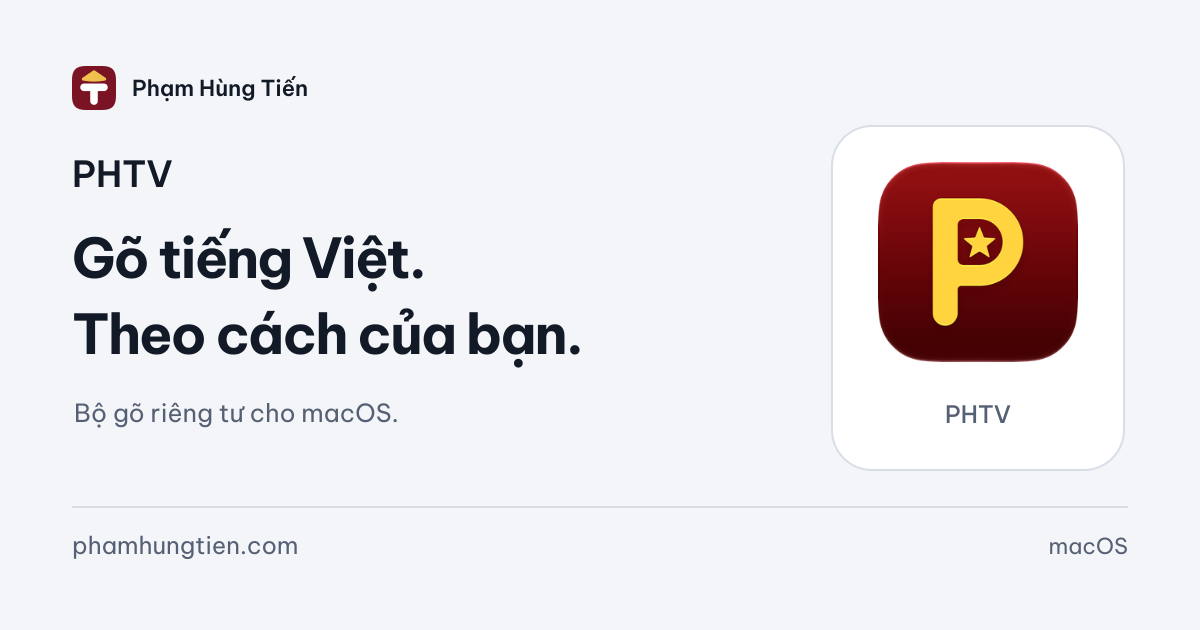 Phạm Hùng Tiến
PHTV
Gõ tiếng Việt.
Theo cách của bạn.
Bộ gõ riêng tư cho macOS.
PHTV
phamhungtien.com
macOS